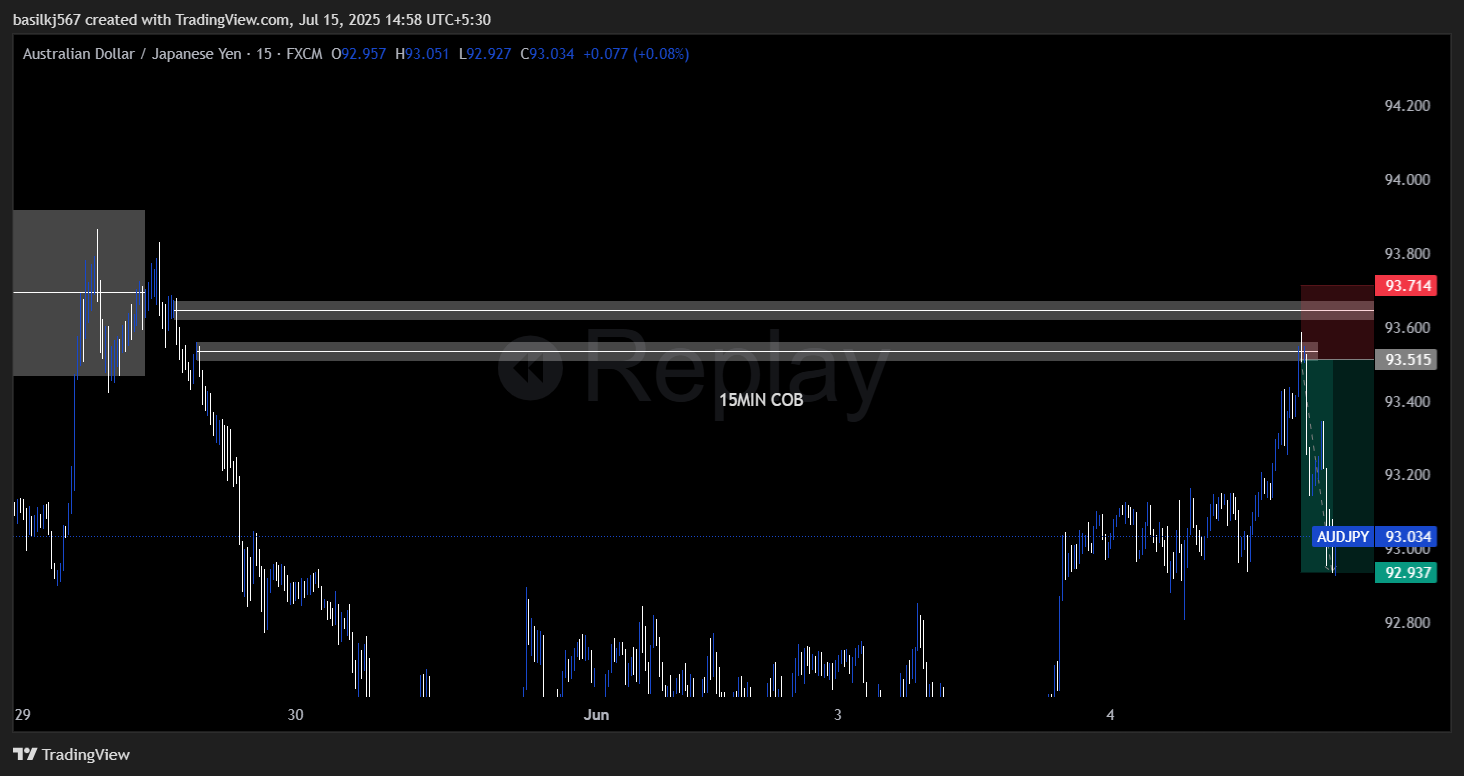 basilkj567 created with TradingView.com, Jul 15, 2025 14:58 UTC+5:30
Australian Dollar / Japanese Yen · 15 · FXCM O92.957 H93.051 L92.927 C93.034 +0.077 (+0.08%)
94.200
94.000
93.800
93.714
93.600
Replay
93.515
15MIN COB
93.400
93.200
AUDJPY 93.034
93.000
92.937
92.800
29 30 Jun 3 4
TradingView